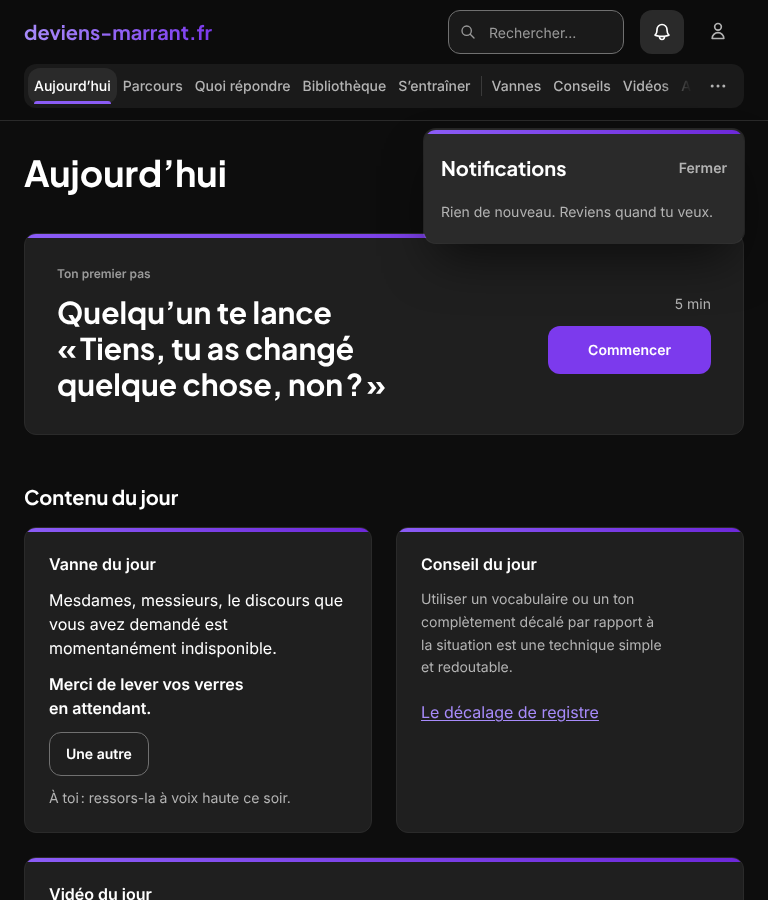 deviens-marrant.fr
Rechercher...
Aujourd’hui Parcours Quoi répondre Bibliothèque S’entraîner Vannes Conseils Vidéos
Aujourd’hui
Notifications
Fermer
Rien de nouveau. Reviens quand tu veux.
Ton premier pas
Quelqu’un te lance
« Tiens, tu as changé
quelque chose, non ? »
5 min
Commencer
Contenu du jour
Vanne du jour
Mesdames, messieurs, le discours que
vous avez demandé est
momentanément indisponible.
Merci de lever vos verres
en attendant.
Une autre
À toi : ressors-la à voix haute ce soir.
Conseil du jour
Utiliser un vocabulaire ou un ton
complètement décalé par rapport à
la situation est une technique simple
et redoutable.
Le décalage de registre
Vidéo du jour